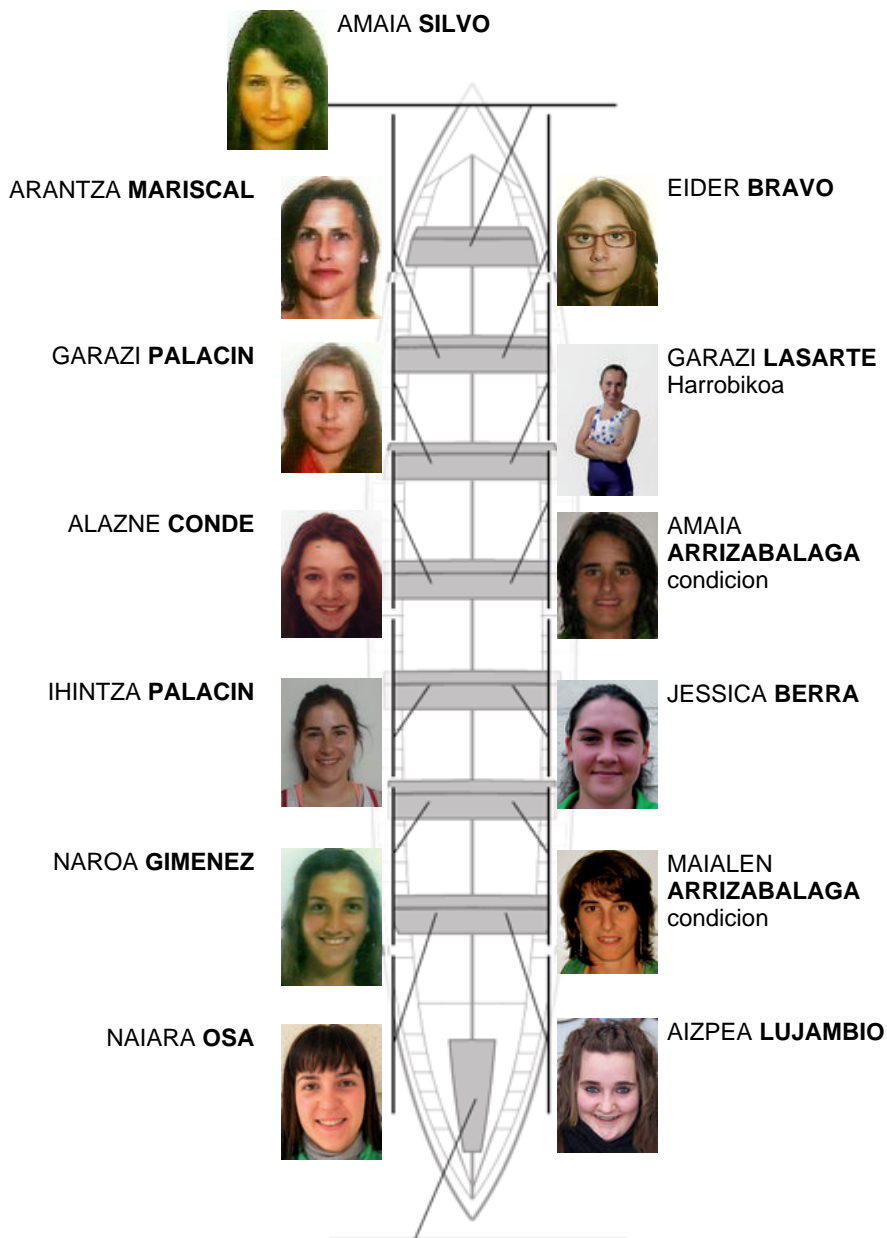 AMAIA SILVO
ARANTZA MARISCAL
EIDER BRAVO
GARAZI PALACIN
GARAZI LASARTE
Harrobikoa
ALAZNE CONDE
AMAIA
ARRIZABALAGA
condicion
IHINTZA PALACIN
JESSICA BERRA
NAROA GIMENEZ
MAIALEN
ARRIZABALAGA
condicion
NAIARA OSA
AIZPEA LUJAMBIO